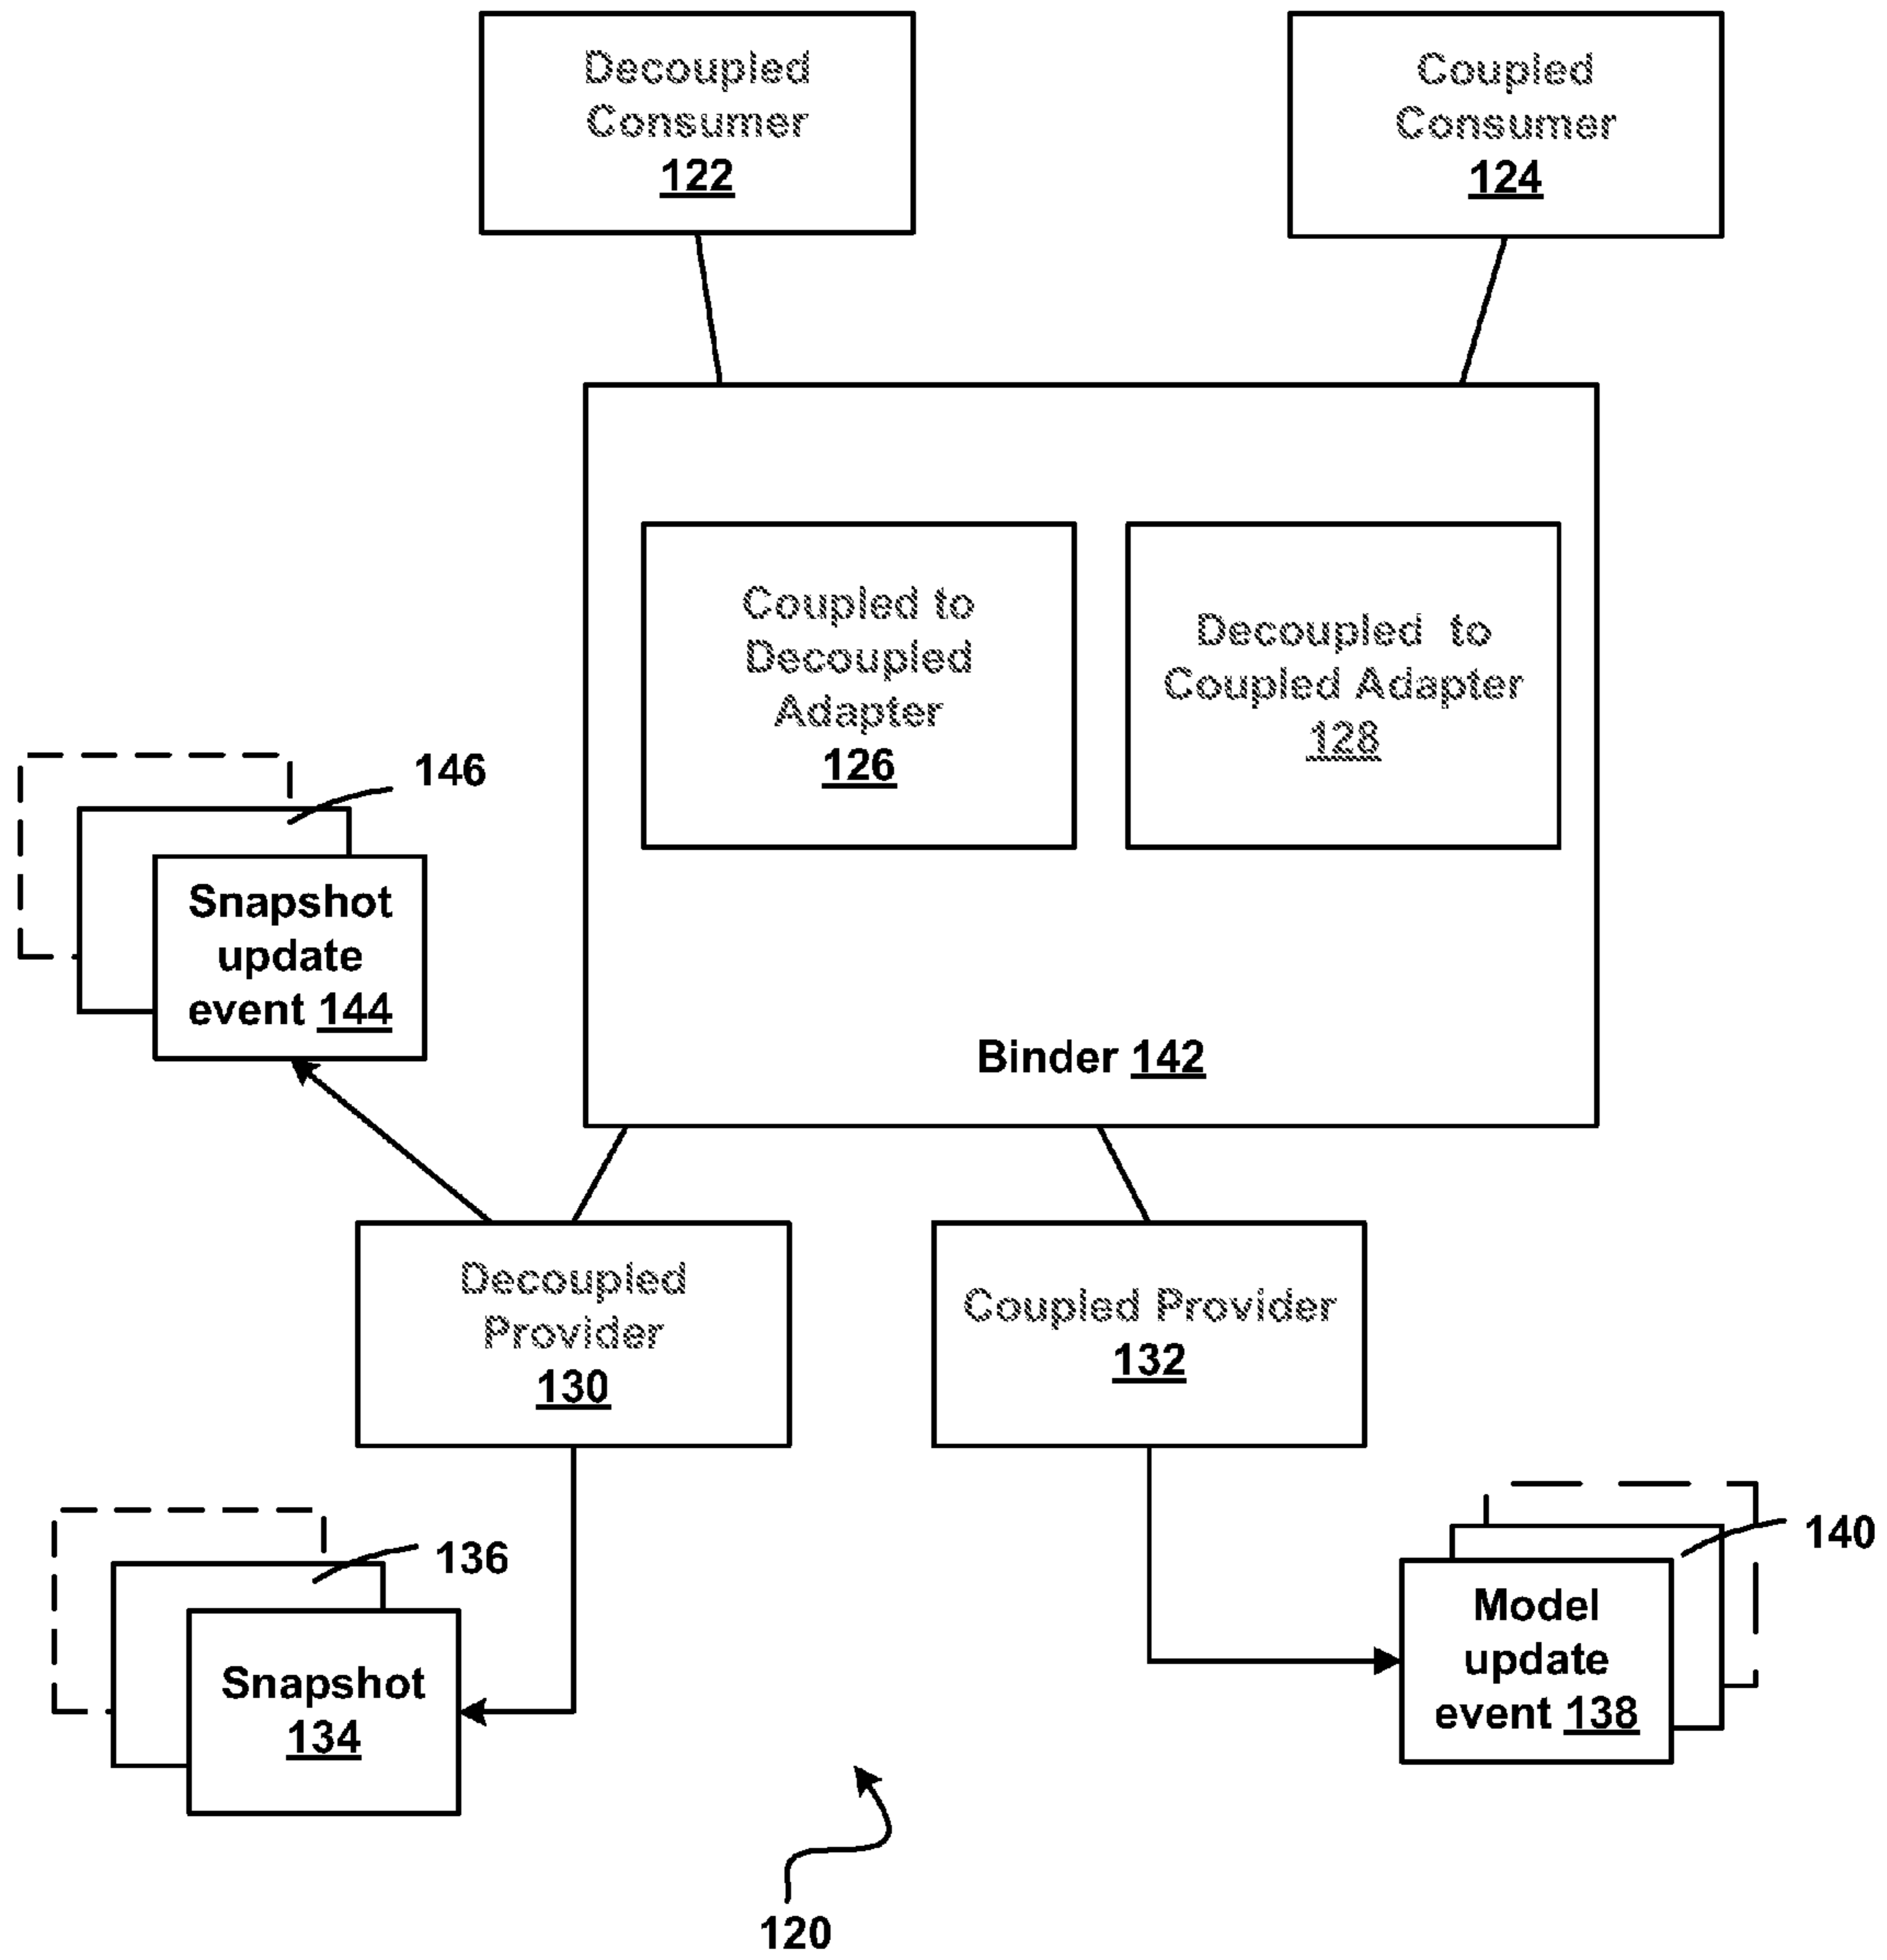 Decoupled
Consumer
122
Coupled
Consumer
124
Coupled to
Decoupled
Adapter
126
Decoupled to
Coupled Adapter
128
146
Snapshot
update
event 144
Binder 142
Decoupled
Provider
130
Coupled Provider
132
136
Snapshot
134
140
Model
update
event 138
120